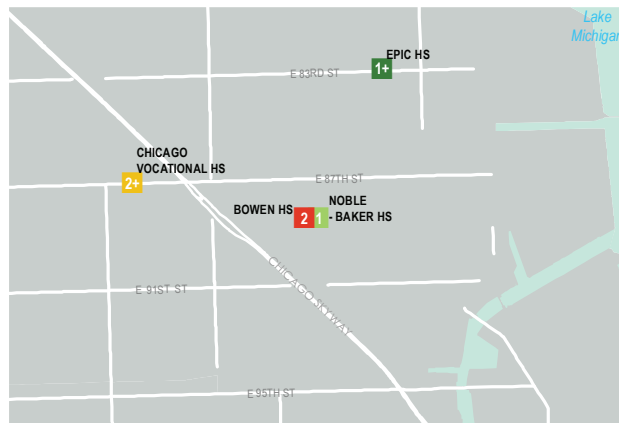 Lake
Michigan
EPIC HS
1+
E 83RD ST
CHICAGO
VOCATIONAL HS
2+
E 87TH ST
BOWEN HS
2
1
NOBLE
- BAKER HS
CHICAGO SKYWAY
E 91ST ST
E 95TH ST